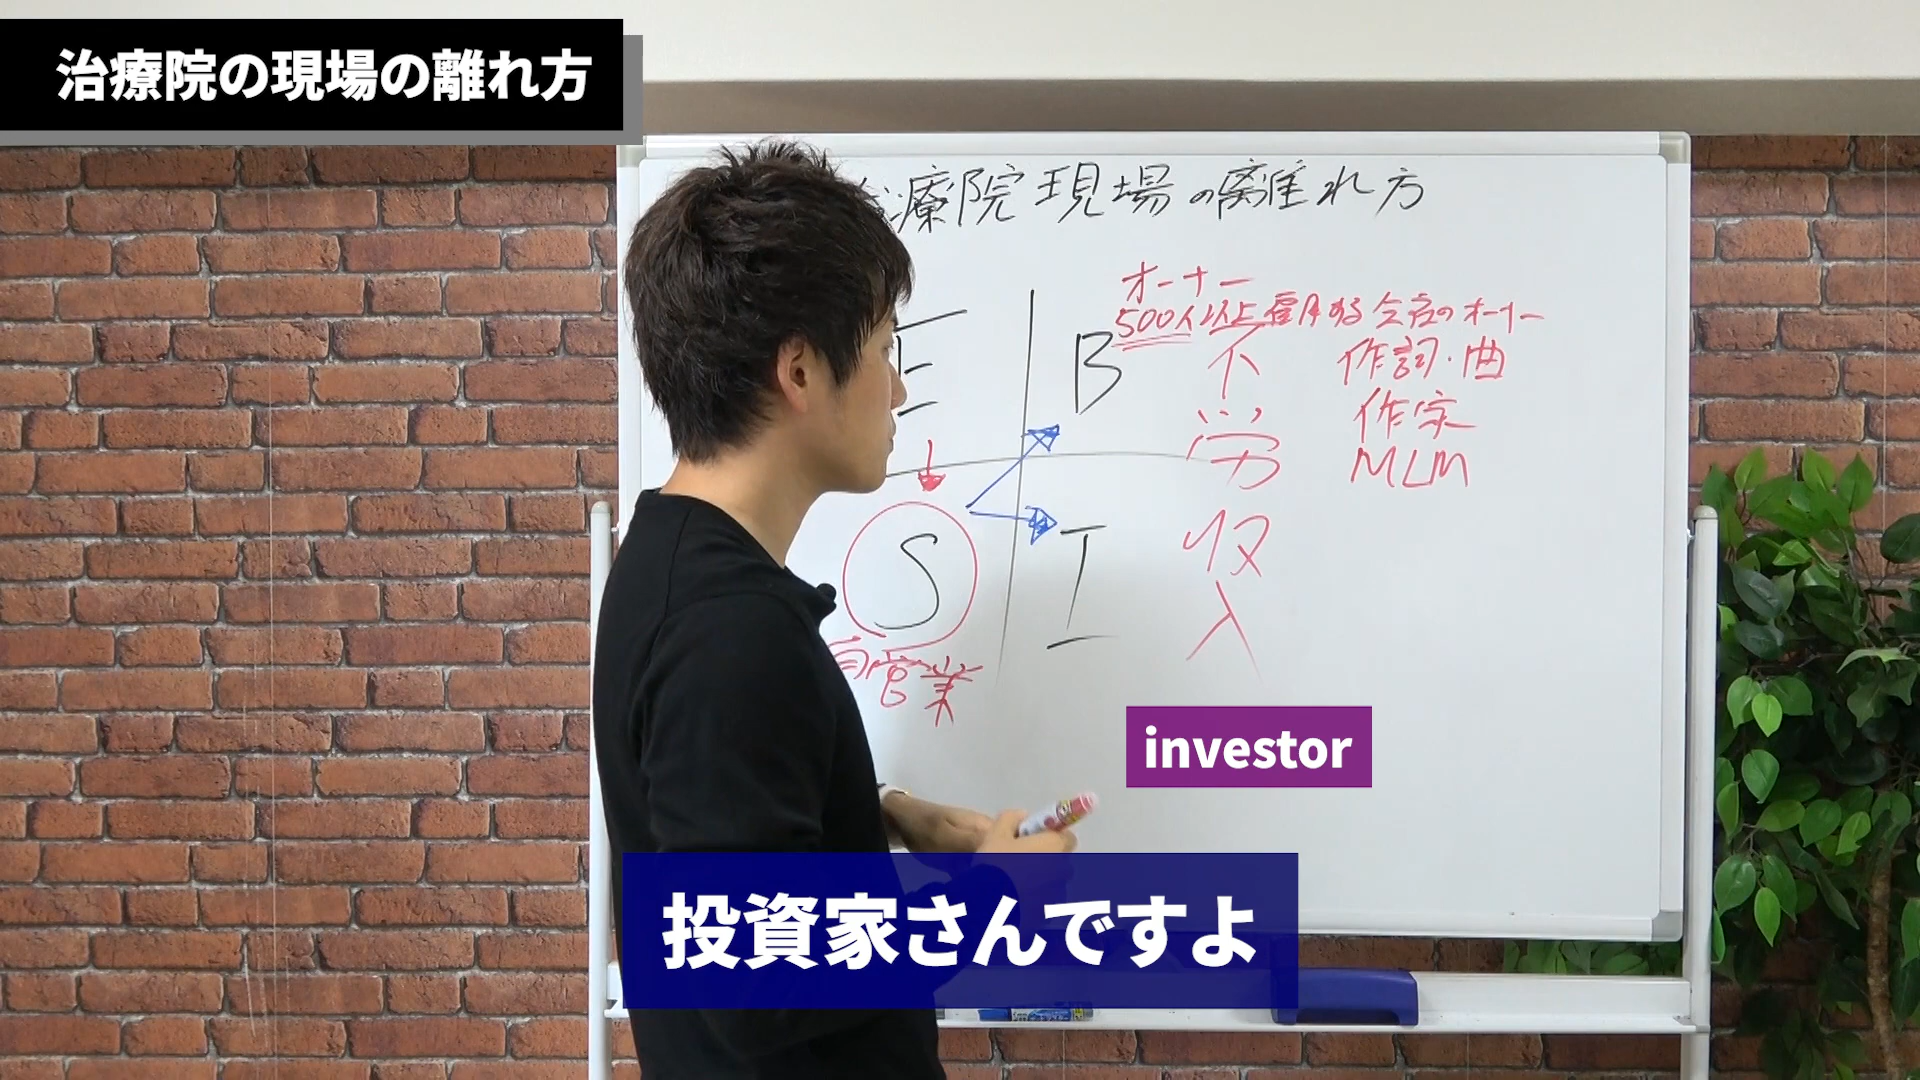 治療院の現場の離れ方
療院現場の離れ方
オーナー
500人以上雇用する会社のオーナー
E
B
不
労
収
入
作詞・曲
作家
MLM
S
I
自営業
investor
投資家さんですよ